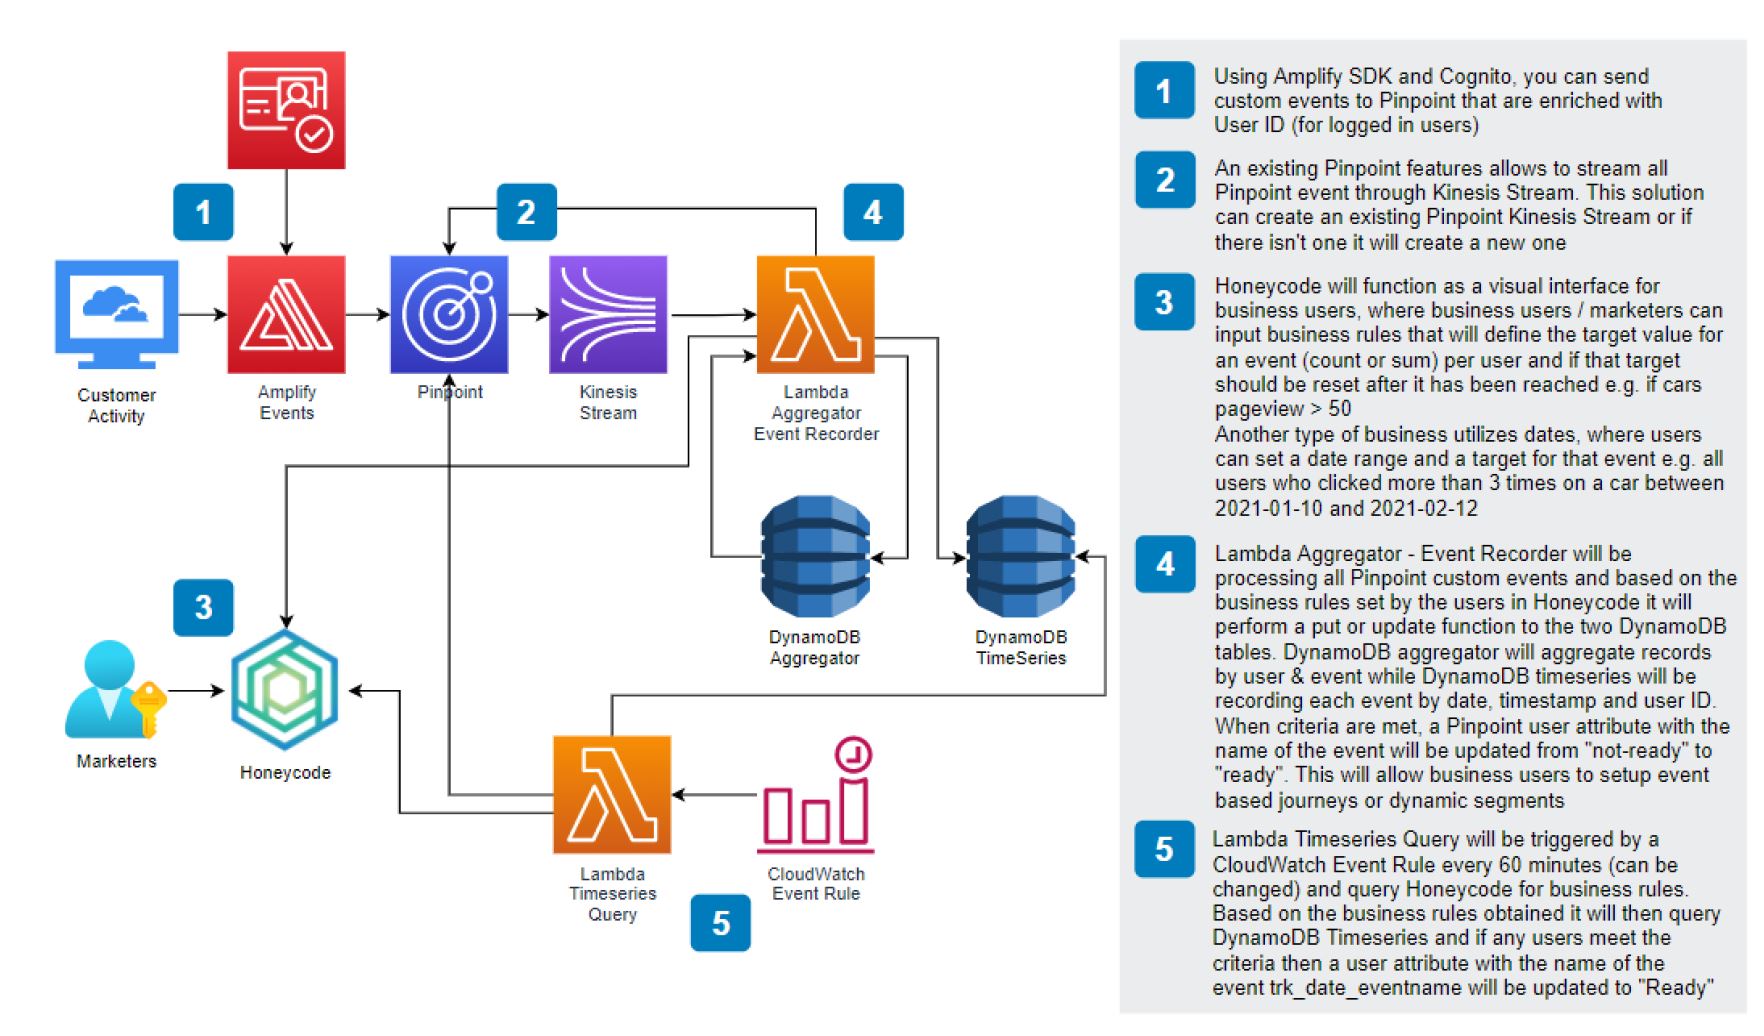 1
2
4
Customer
Activity
Amplify
Events
Pinpoint
Kinesis
Stream
Lambda
Aggregator
Event Recorder
DynamoDB
Aggregator
DynamoDB
TimeSeries
3
Marketers
Honeycode
Lambda
Timeseries
Query
CloudWatch
Event Rule
5
1
Using Amplify SDK and Cognito, you can send
custom events to Pinpoint that are enriched with
User ID (for logged in users)
2
An existing Pinpoint features allows to stream all
Pinpoint event through Kinesis Stream. This solution
can create an existing Pinpoint Kinesis Stream or if
there isn't one it will create a new one
3
Honeycode will function as a visual interface for
business users, where business users / marketers can
input business rules that will define the target value for
an event (count or sum) per user and if that target
should be reset after it has been reached e.g. if cars
pageview > 50
Another type of business utilizes dates, where users
can set a date range and a target for that event e.g. all
users who clicked more than 3 times on a car between
2021-01-10 and 2021-02-12
4
Lambda Aggregator - Event Recorder will be
processing all Pinpoint custom events and based on the
business rules set by the users in Honeycode it will
perform a put or update function to the two DynamoDB
tables. DynamoDB aggregator will aggregate records
by user & event while DynamoDB timeseries will be
recording each event by date, timestamp and user ID.
When criteria are met, a Pinpoint user attribute with the
name of the event will be updated from "not-ready" to
"ready". This will allow business users to setup event
based journeys or dynamic segments
5
Lambda Timeseries Query will be triggered by a
CloudWatch Event Rule every 60 minutes (can be
changed) and query Honeycode for business rules.
Based on the business rules obtained it will then query
DynamoDB Timeseries and if any users meet the
criteria then a user attribute with the name of the
event trk_date_eventname will be updated to "Ready"